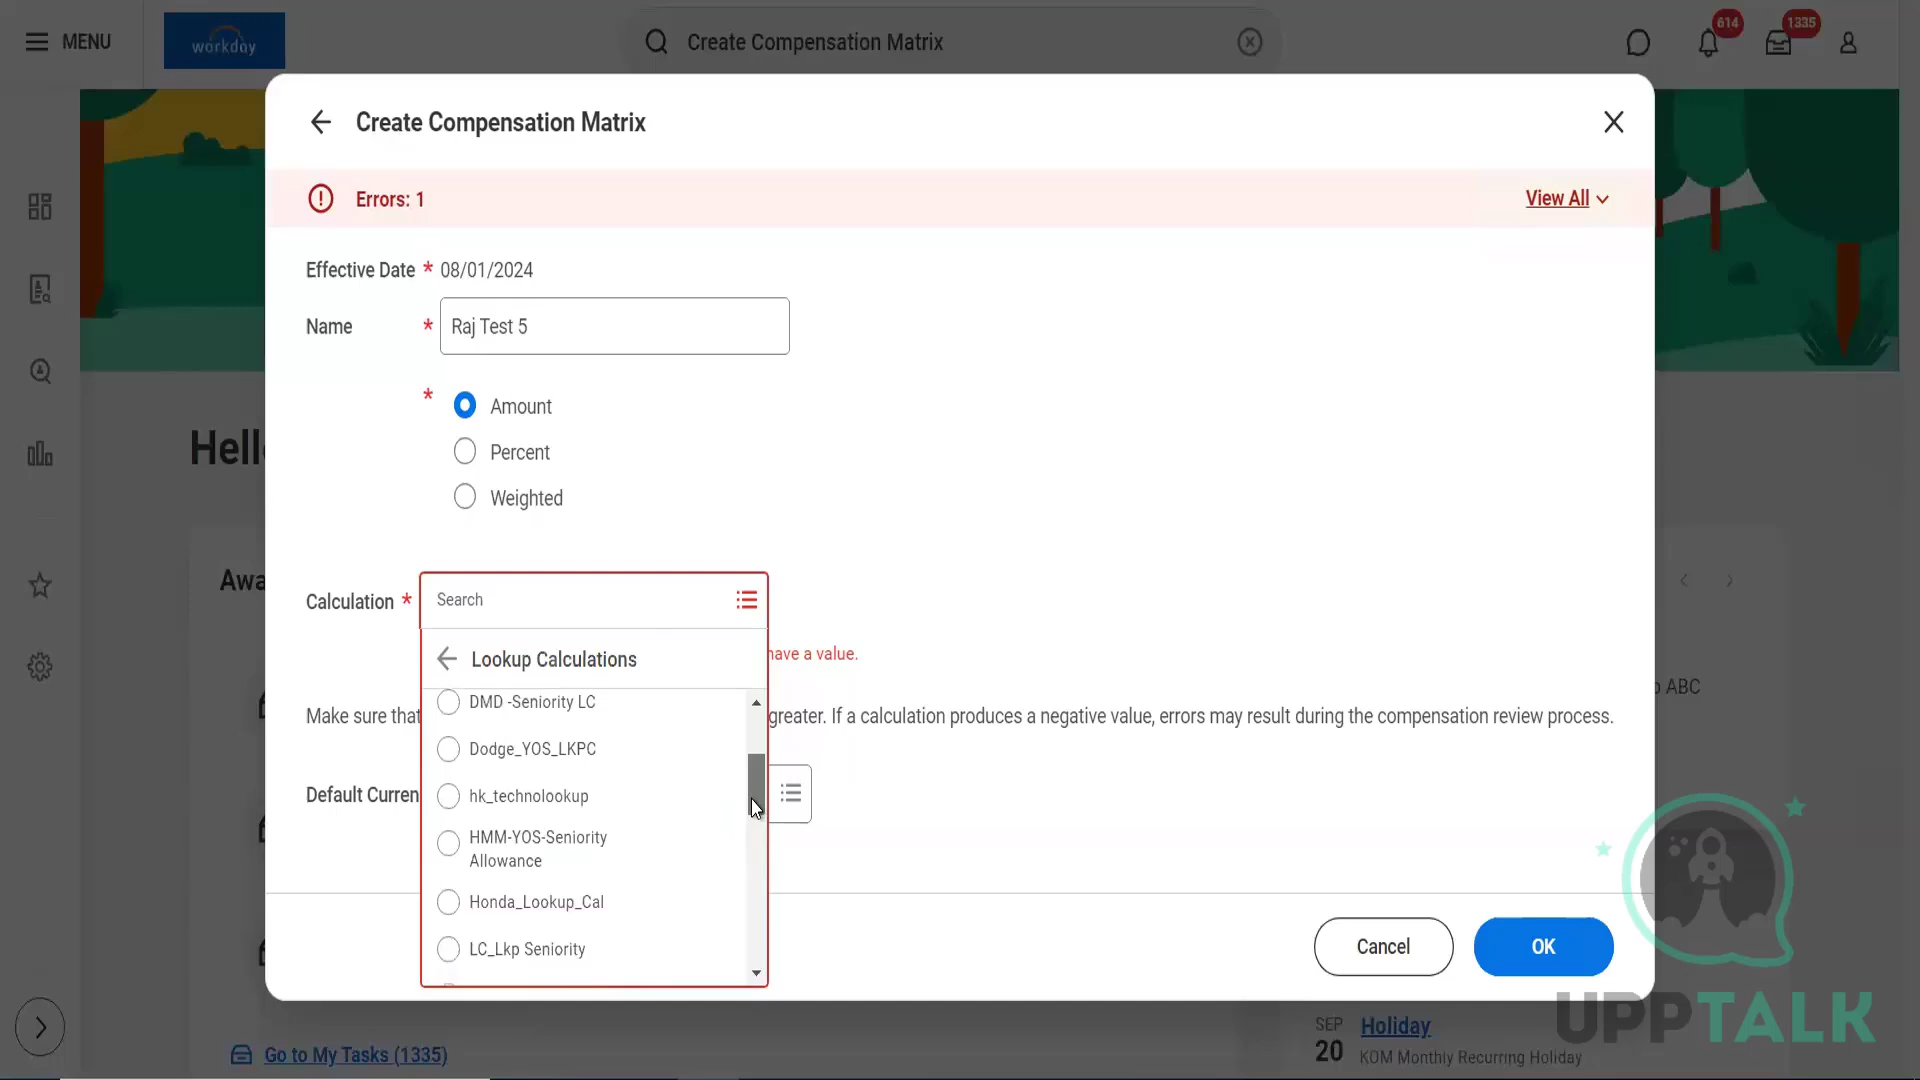 MENU
workday
Create Compensation Matrix
614
1335
Create Compensation Matrix
Errors: 1
View All
Effective Date * 08/01/2024
Name * Raj Test 5
*
Amount
Percent
Weighted
Calculation * Search
Lookup Calculations
have a value.
DMD -Seniority LC
Make sure that
greater. If a calculation produces a negative value, errors may result during the compensation review process.
Dodge_YOS_LKPC
Default Curren
hk_technolookup
HMM-YOS-Seniority
Allowance
Honda_Lookup_Cal
LC_Lkp Seniority
Cancel
OK
Hell
Awa
ABC
Go to My Tasks (1335)
SEP
20
Holiday
KOM Monthly Recurring Holiday
UPPTALK